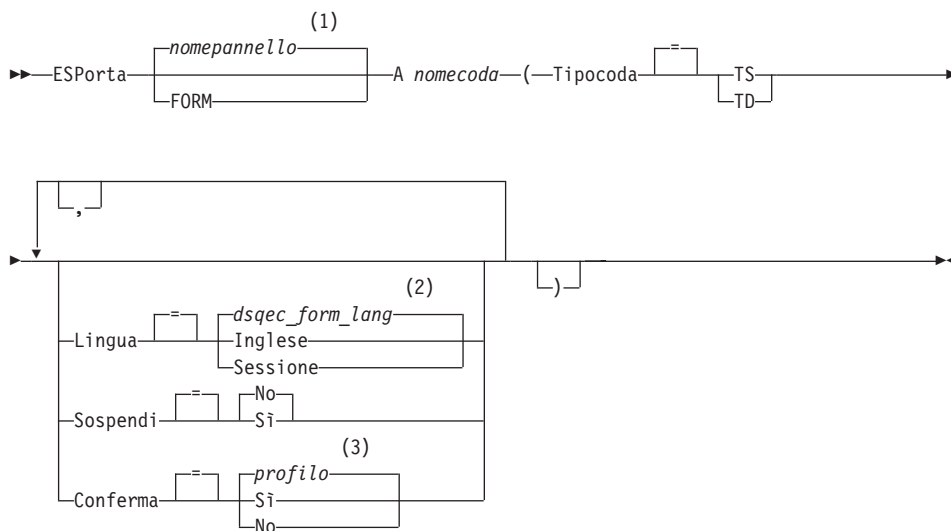 (1)
nomepannello
ESPorta A nomecoda ( Tipocoda = TS
FORM TD
,
)
(2)
Lingua = dsqec_form_lang
Inglese
Sessione
Sospendi = No
Sì
(3)
Conferma = profilo
Sì
No